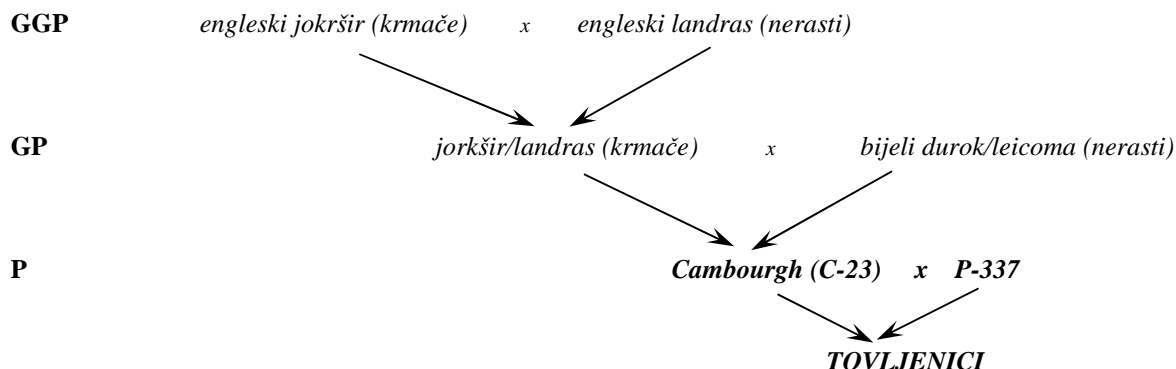 GGP engleski jokršir (krmače) x engleski landras (nerasti)
GP jorkšir/landras (krmače) x bijeli durok/leicoma (nerasti)
P Cambourgh (C-23) x P-337
TOVLJENICI